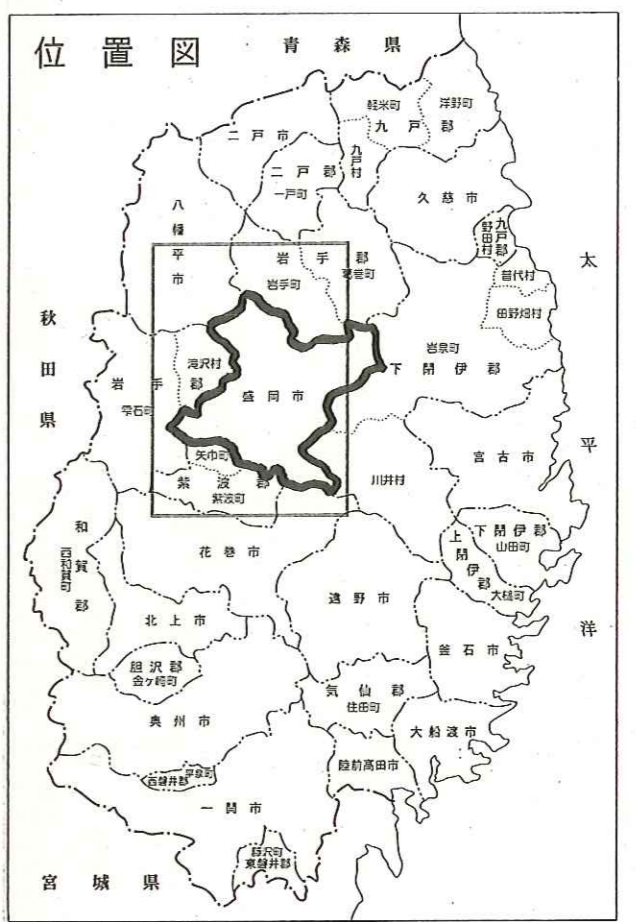 位置図
青森県
軽米町
洋野町
九戸郡
二戸市
九戸村
二戸郡
一戸町
久慈市
八幡平市
九戸郡
野田村
普代村
岩手郡
葛巻町
岩手町
太平洋
田野畑村
秋田県
岩泉町
下閉伊郡
滝沢村
岩手郡
雫石町
盛岡市
矢巾町
紫波郡
紫波町
川井村
宮古市
和賀郡
西和賀町
花巻市
下閉伊郡
山田町
上閉伊郡
大槌町
遠野市
北上市
釜石市
胆沢郡
金ケ崎町
気仙郡
住田町
奥州市
大船渡市
陸前高田市
平泉町
西磐井郡
一関市
藤沢町
東磐井郡
宮城県